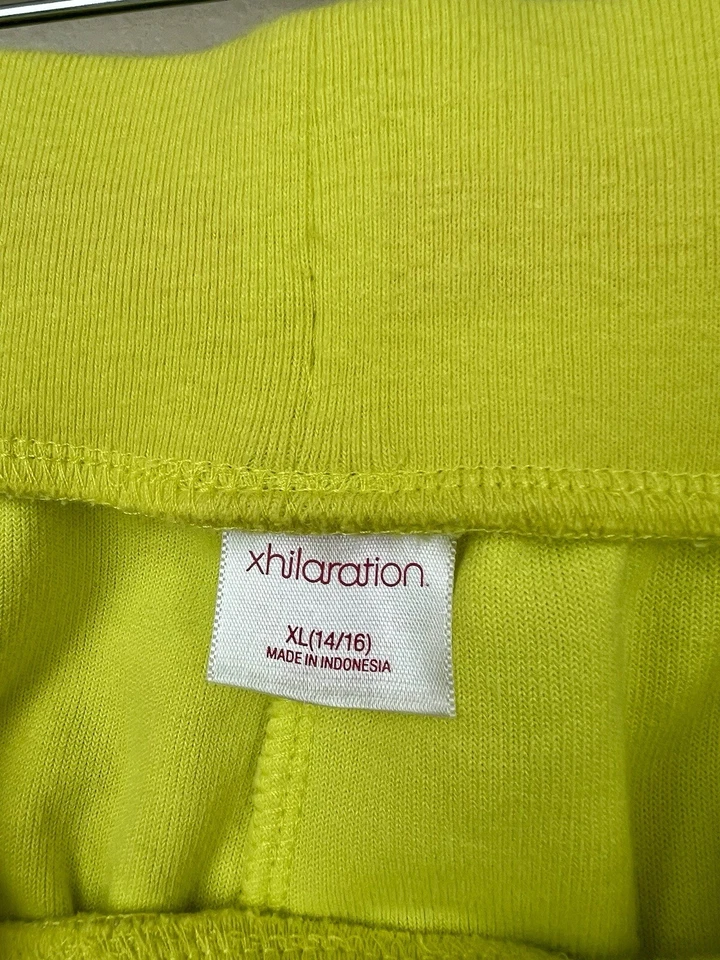 xhilaration.
XL(14/16)
MADE IN INDONESIA